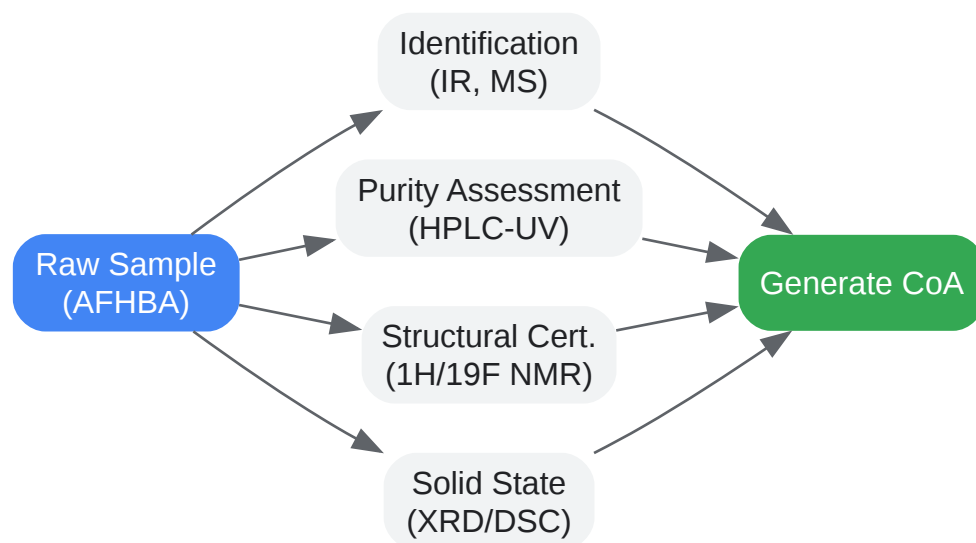 Identification
(IR, MS)
Purity Assessment
(HPLC-UV)
Raw Sample
(AFHBA)
Generate CoA
Structural Cert.
(1H/19F NMR)
Solid State
(XRD/DSC)